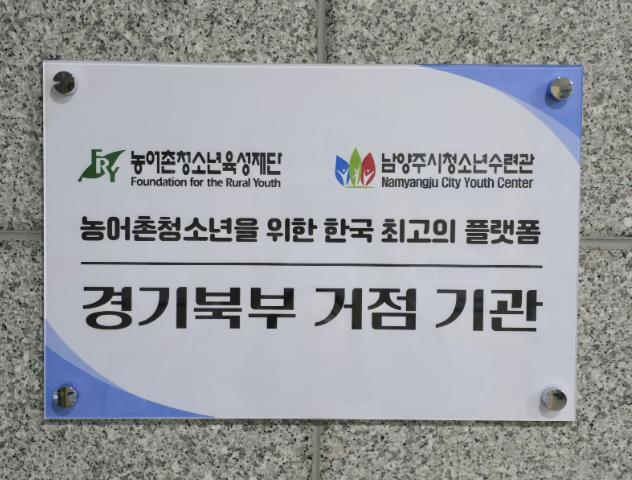 FRY 농어촌청소년육성재단 남양주시청소년수련관
Foundation for the Rural Youth Namyangju City Youth Center
농어촌청소년을 위한 한국 최고의 플랫폼
경기북부 거점 기관